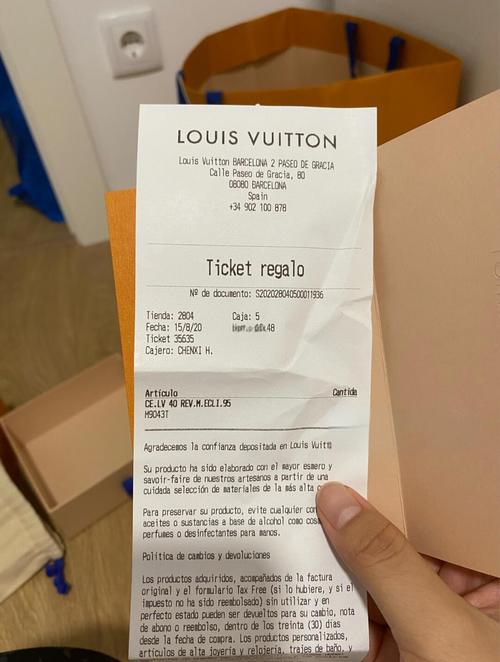 LOUIS VUITTON
Louis Vuitton BARCELONA 2 PASEO DE GRACIA
Calle Paseo de Gracia, 80
08080 BARCELONA
Spain
+34 902 100 878
Ticket regalo
Nº de documento: S202028040500011936
Tienda: 2804 Caja: 5
Fecha: 15/8/20
Ticket 35635
Cajero: CHENXI H.
Artículo Cantida
CE.LV 40 REV.M.ECLI.95
M9043T
Agradecemos la confianza depositada en Louis Vuitt
Su producto ha sido elaborado con el mayor esmero y
savoir-faire de nuestros artesanos a partir de una
cuidada selección de materiales de la más alta
Para preservar su producto, evite cualquier con
aceites o sustancias a base de alcohol como
perfumes o desinfectantes para manos.
Política de cambios y devoluciones
Los productos adquiridos, acompañados de la factura
original y el formulario Tax Free (si lo hubiere, y si el
impuesto no ha sido reembolsado) sin utilizar y en
perfecto estado pueden ser devueltos para su cambio, nota
de abono o reembolso, dentro de los treinta (30) días
desde la fecha de compra. Los productos personalizados,
artículos de alta joyería y relojería, trajes de baño, y